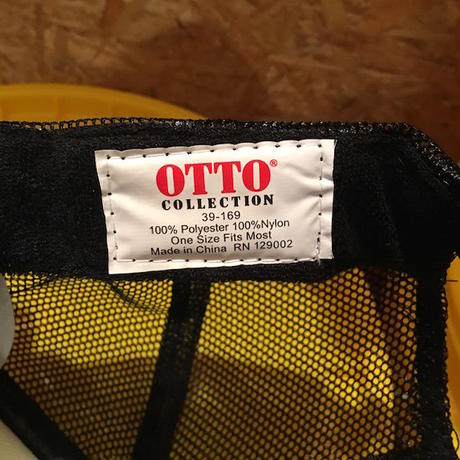 OTTO®
COLLECTION
39-169
100% Polyester 100%Nylon
One Size Fits Most
Made in China RN 129002